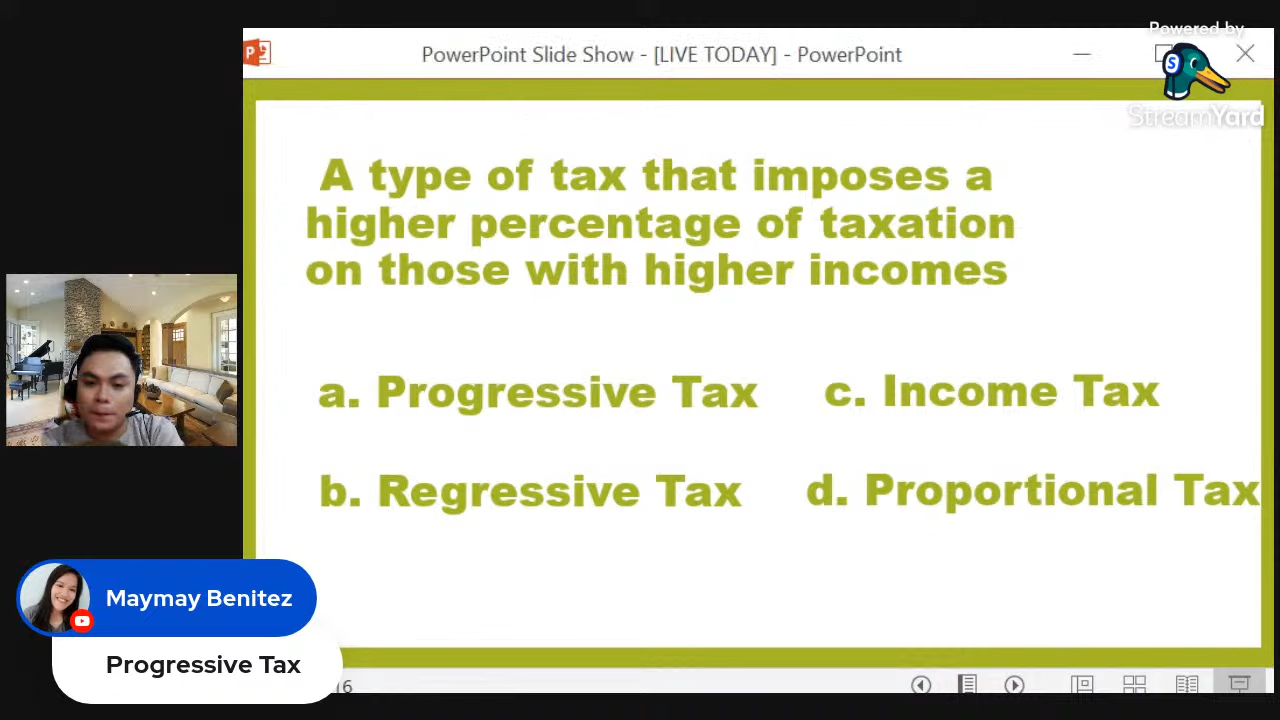 Powered by
PowerPoint Slide Show - [LIVE TODAY] - PowerPoint
StreamYard
A type of tax that imposes a
higher percentage of taxation
on those with higher incomes
a. Progressive Tax
c. Income Tax
b. Regressive Tax
d. Proportional Tax
Maymay Benitez
Progressive Tax